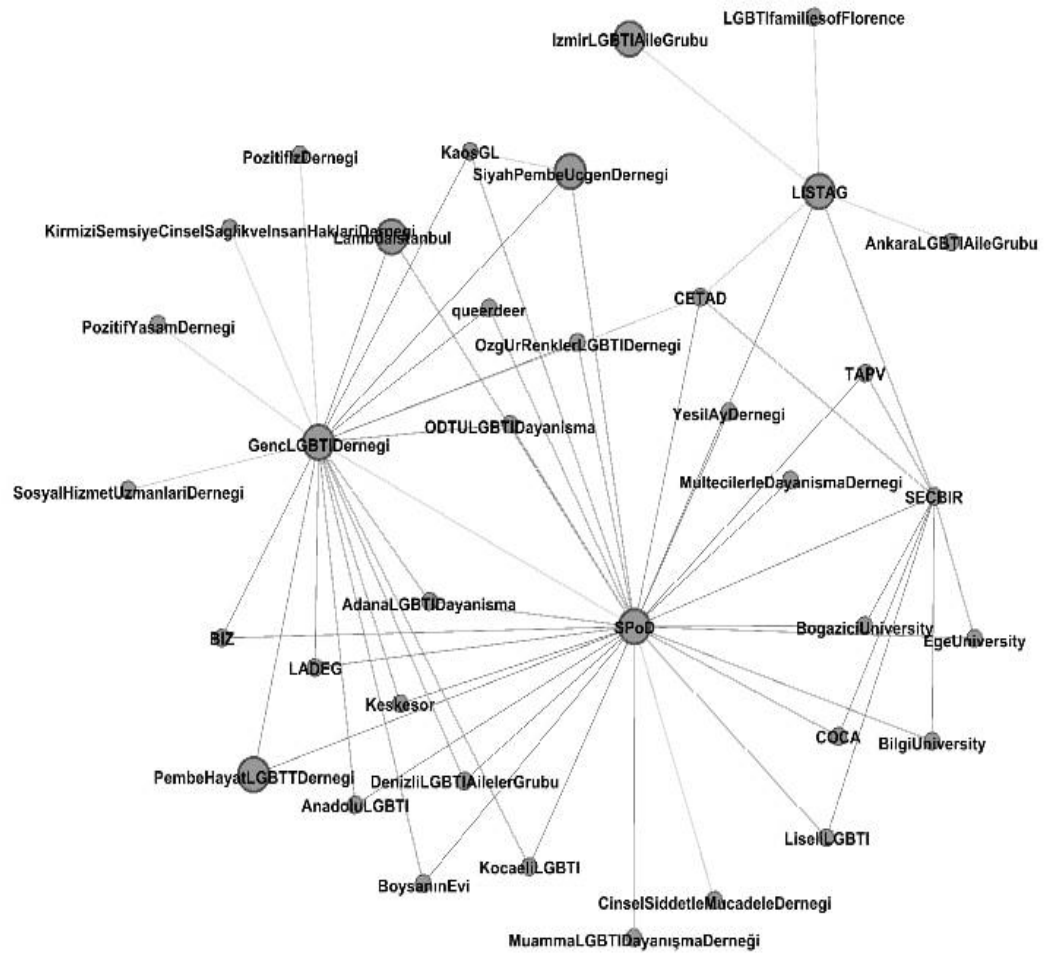 LGBTIfamiliesofFlorence
IzmirLGBTIAileGrubu
KaosGL
PozitifIzDernegi
SiyahPembeUcgenDernegi
LISTAG
KirmiziSemsiyeCinselSaglikveInsanHaklariDernegi
LambdaIstanbul
AnkaraLGBTIAileGrubu
CETAD
queerdeer
PozitifYasamDernegi
OzgUrRenklerLGBTIDernegi
TAPV
YesilAyDernegi
ODTULGBTIDayanisma
GencLGBTIDernegi
MultecilerleDayanismaDernegi
SosyalHizmetUzmanlariDernegi
SECBIR
AdanaLGBTIDayanisma
SPoD
BogaziciUniversity
BIZ
EgeUniversity
LADEG
Keskesor
COCA
BilgiUniversity
PembeHayatLGBTTDernegi
DenizliLGBTIAilelerGrubu
AnadoluLGBTI
LiseliLGBTI
KocaeliLGBTI
BoysanınEvi
CinselSiddetleMucadeleDernegi
MuammaLGBTIDayanışmaDerneği